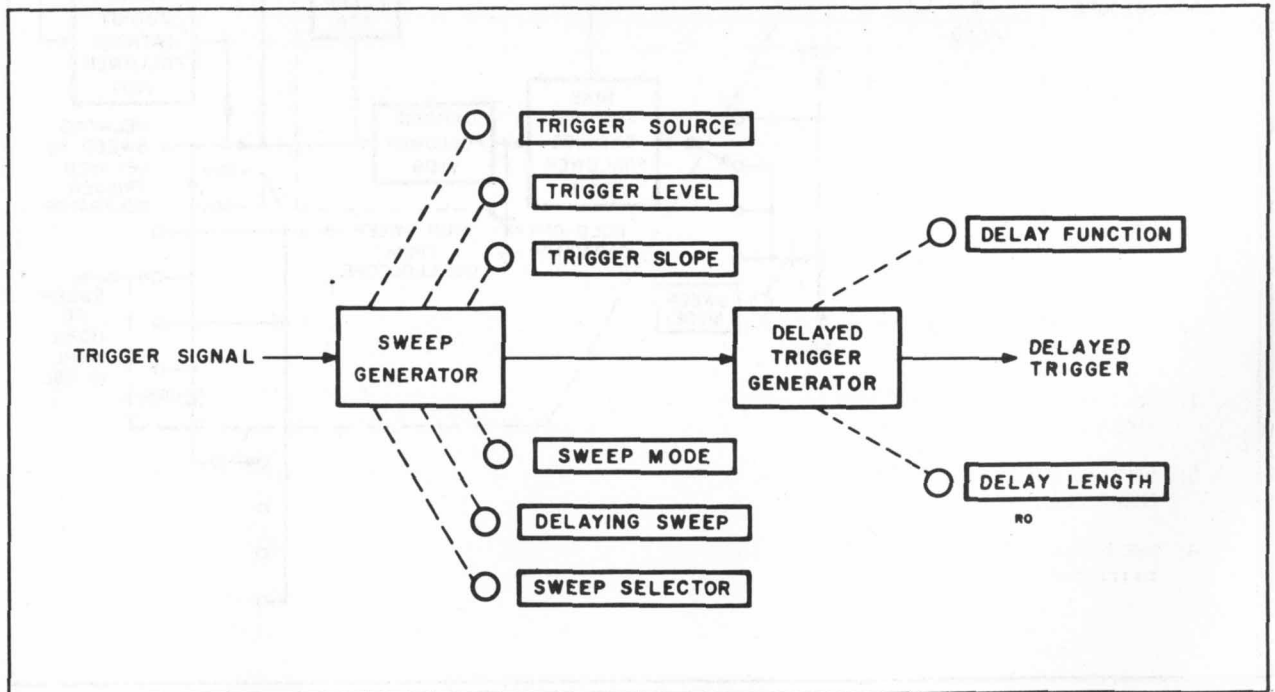 TRIGGER SOURCE
TRIGGER LEVEL
TRIGGER SLOPE
TRIGGER SIGNAL
SWEEP
GENERATOR
SWEEP MODE
DELAYING SWEEP
SWEEP SELECTOR
DELAY FUNCTION
DELAYED
TRIGGER
GENERATOR
DELAYED
TRIGGER
DELAY LENGTH
RO